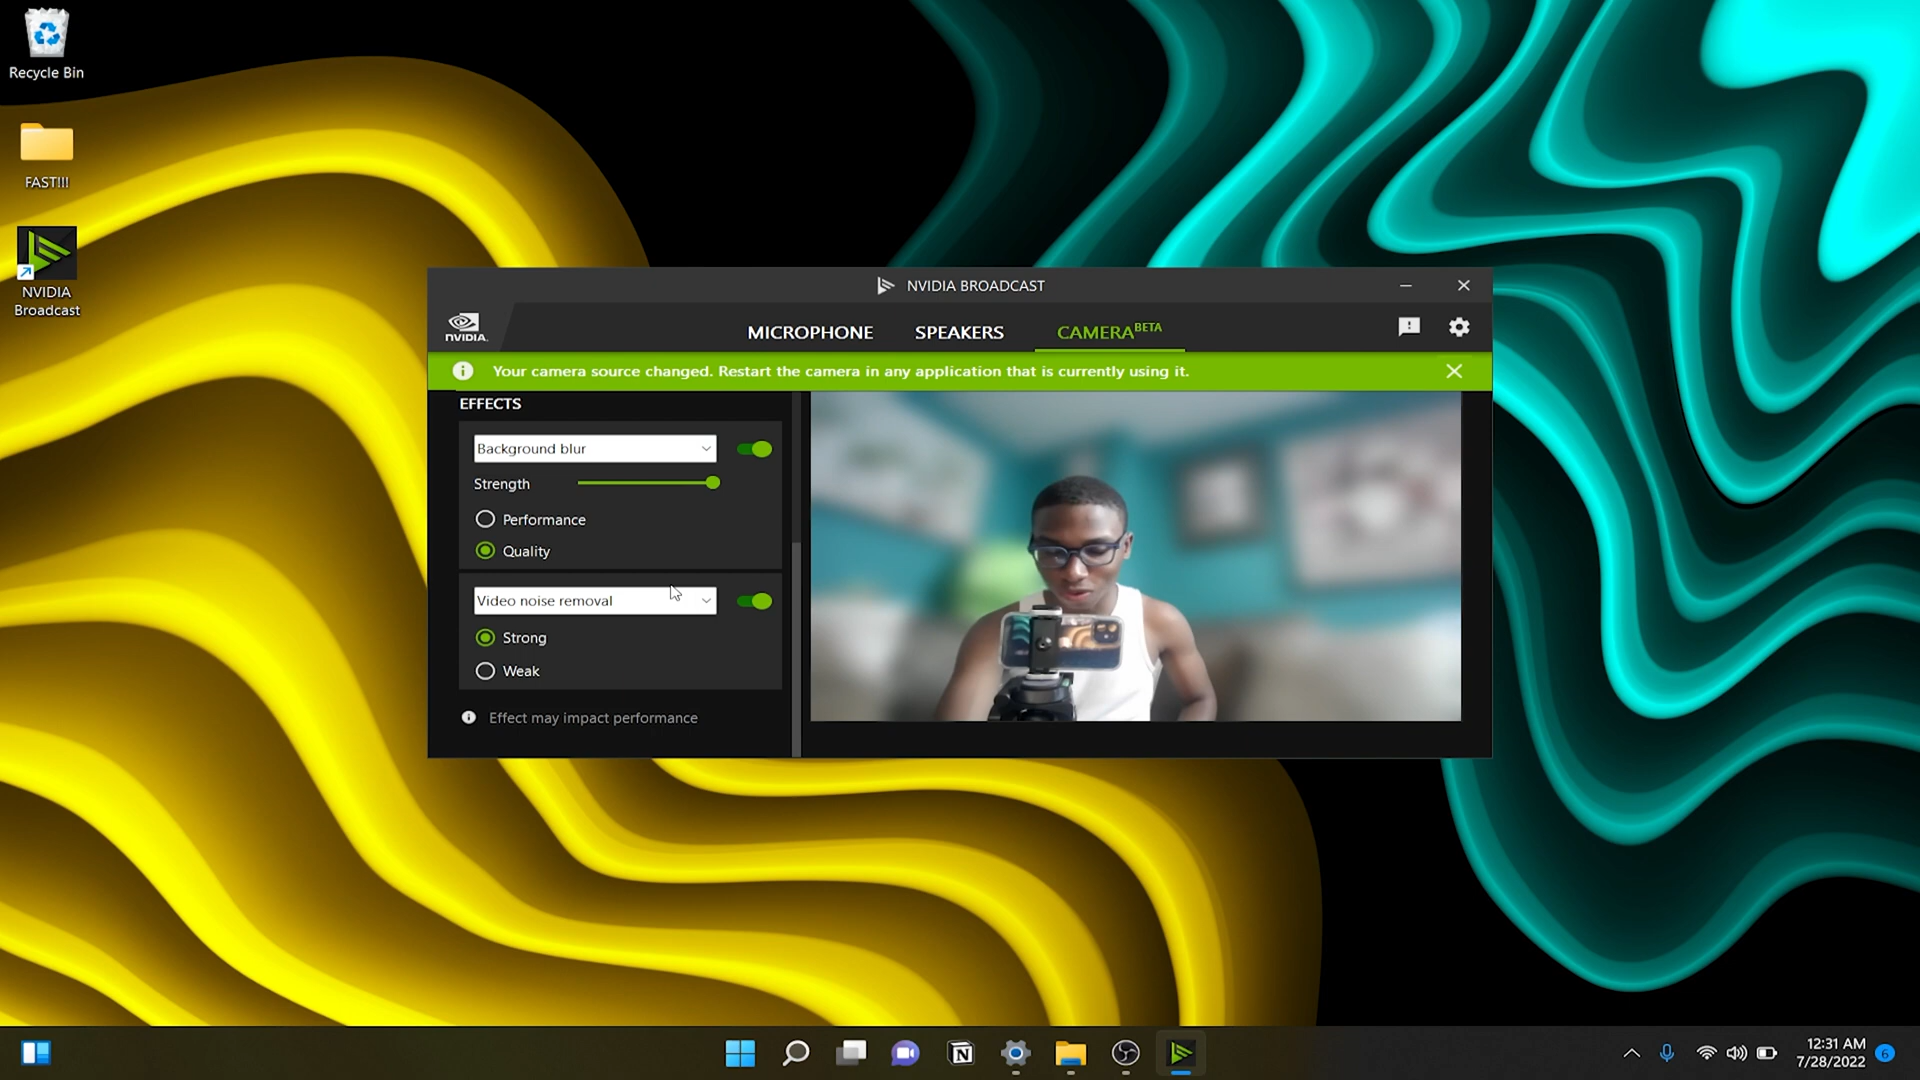 Recycle Bin
FAST!!!
NVIDIA
Broadcast
NVIDIA BROADCAST
NVIDIA.
MICROPHONE
SPEAKERS
CAMERA BETA
Your camera source changed. Restart the camera in any application that is currently using it.
EFFECTS
Background blur
Strength
Performance
Quality
Video noise removal
Strong
Weak
Effect may impact performance
12:31 AM
7/28/2022
6